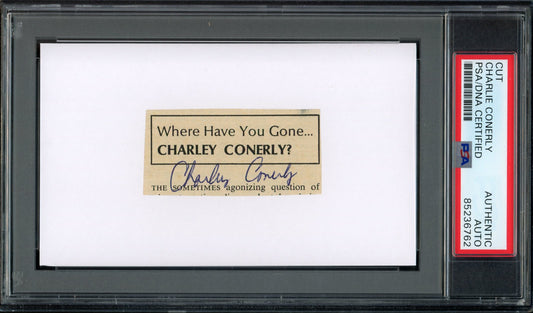 Where Have You Gone...
CHARLEY CONERLY?
Charley Conerly
THE SOMETIMES agonizing question of
CUT
CHARLIE CONERLY
PSA/DNA CERTIFIED
PSA
AUTHENTIC
AUTO
85236762